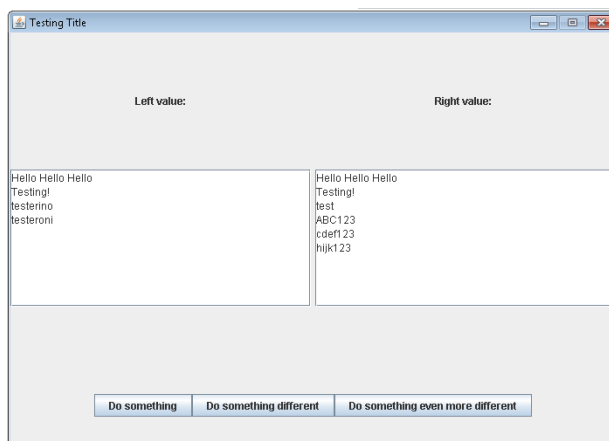 Testing Title
Left value:
Right value:
Hello Hello Hello
Testing!
testerino
testeroni
Hello Hello Hello
Testing!
test
ABC123
cdef123
hijk123
Do something
Do something different
Do something even more different